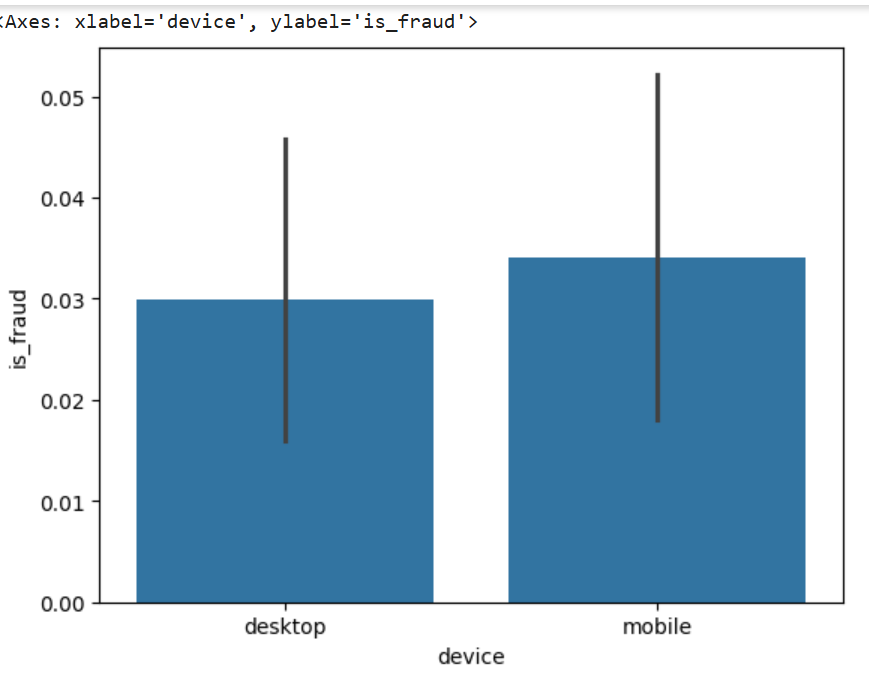 <Axes: xlabel='device', ylabel='is_fraud'>
0.05
0.04
0.03
0.02
0.01
0.00
is_fraud
desktop mobile
device